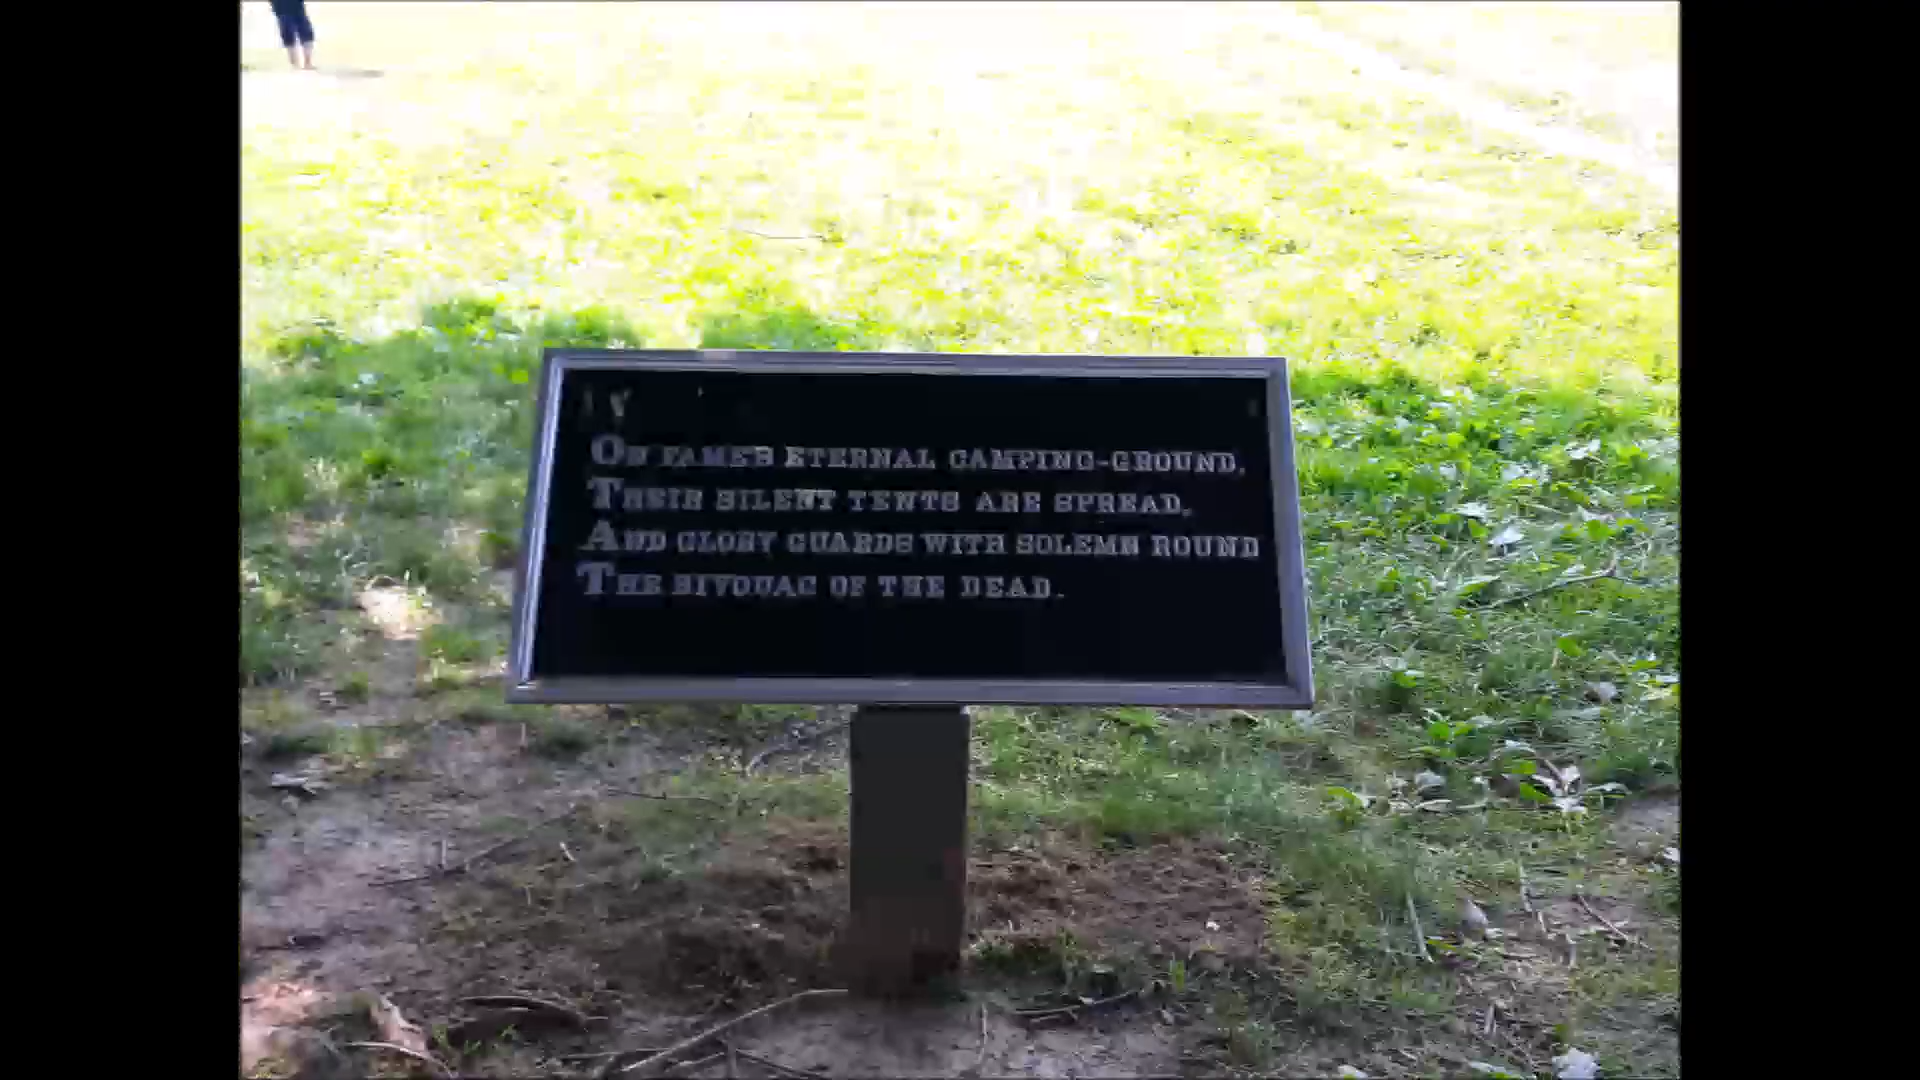 ON FAME'S ETERNAL CAMPING-GROUND,
THEIR SILENT TENTS ARE SPREAD,
AND GLORY GUARDS WITH SOLEMN ROUND
THE BIVOUAC OF THE DEAD.